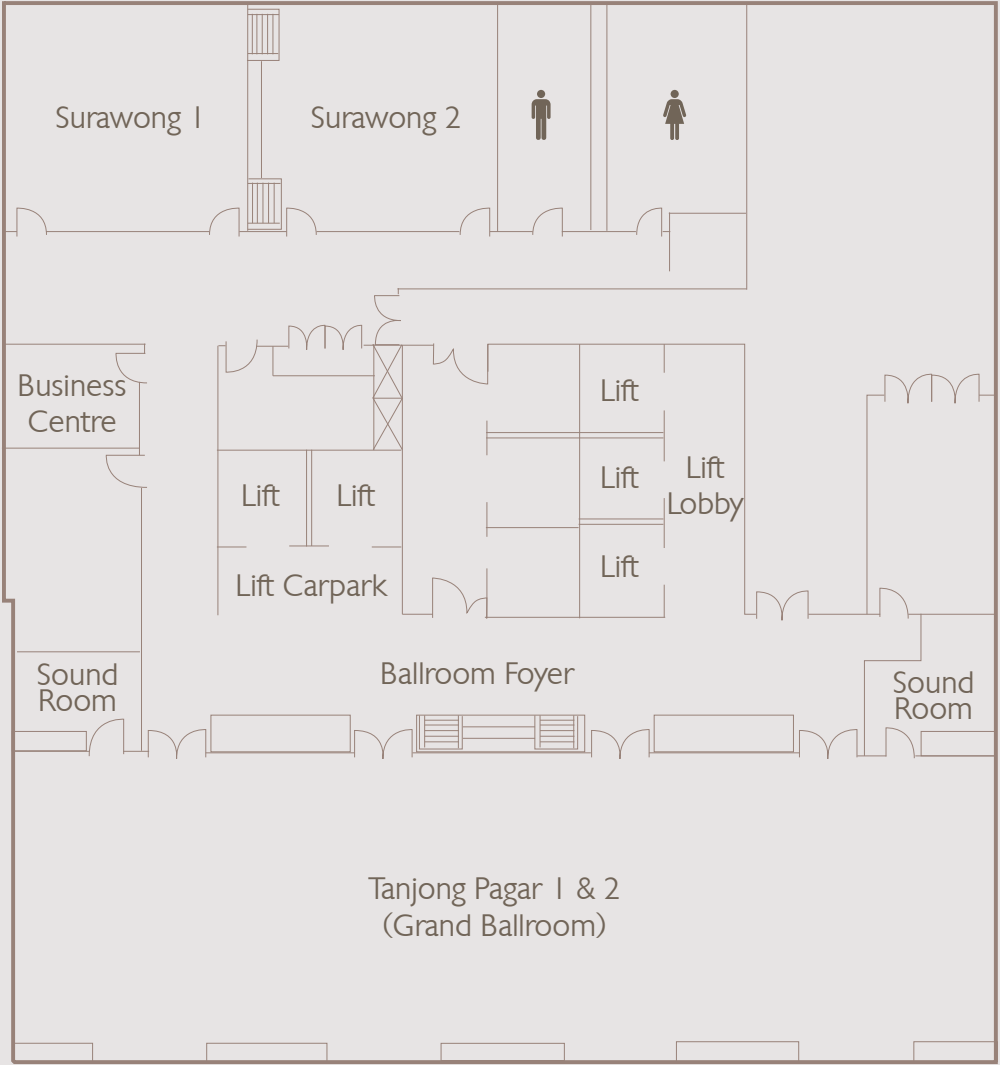 Surawong 1
Surawong 2
Business
Centre
Lift
Lift
Lift
Lobby
Lift
Lift
Lift
Lift Carpark
Sound
Room
Ballroom Foyer
Sound
Room
Tanjong Pagar 1 & 2
(Grand Ballroom)